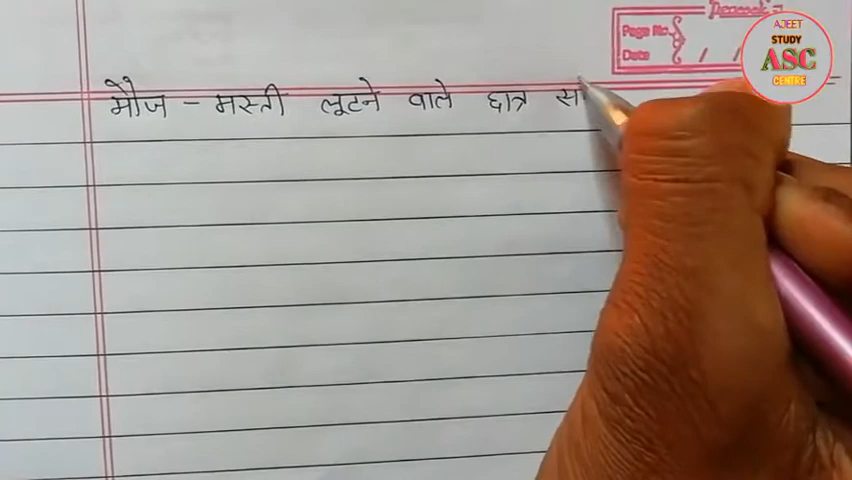 Page No.
Date
AJEET
STUDY
ASC
CENTRE
मौज - मस्ती लूटने वाले छात्र स